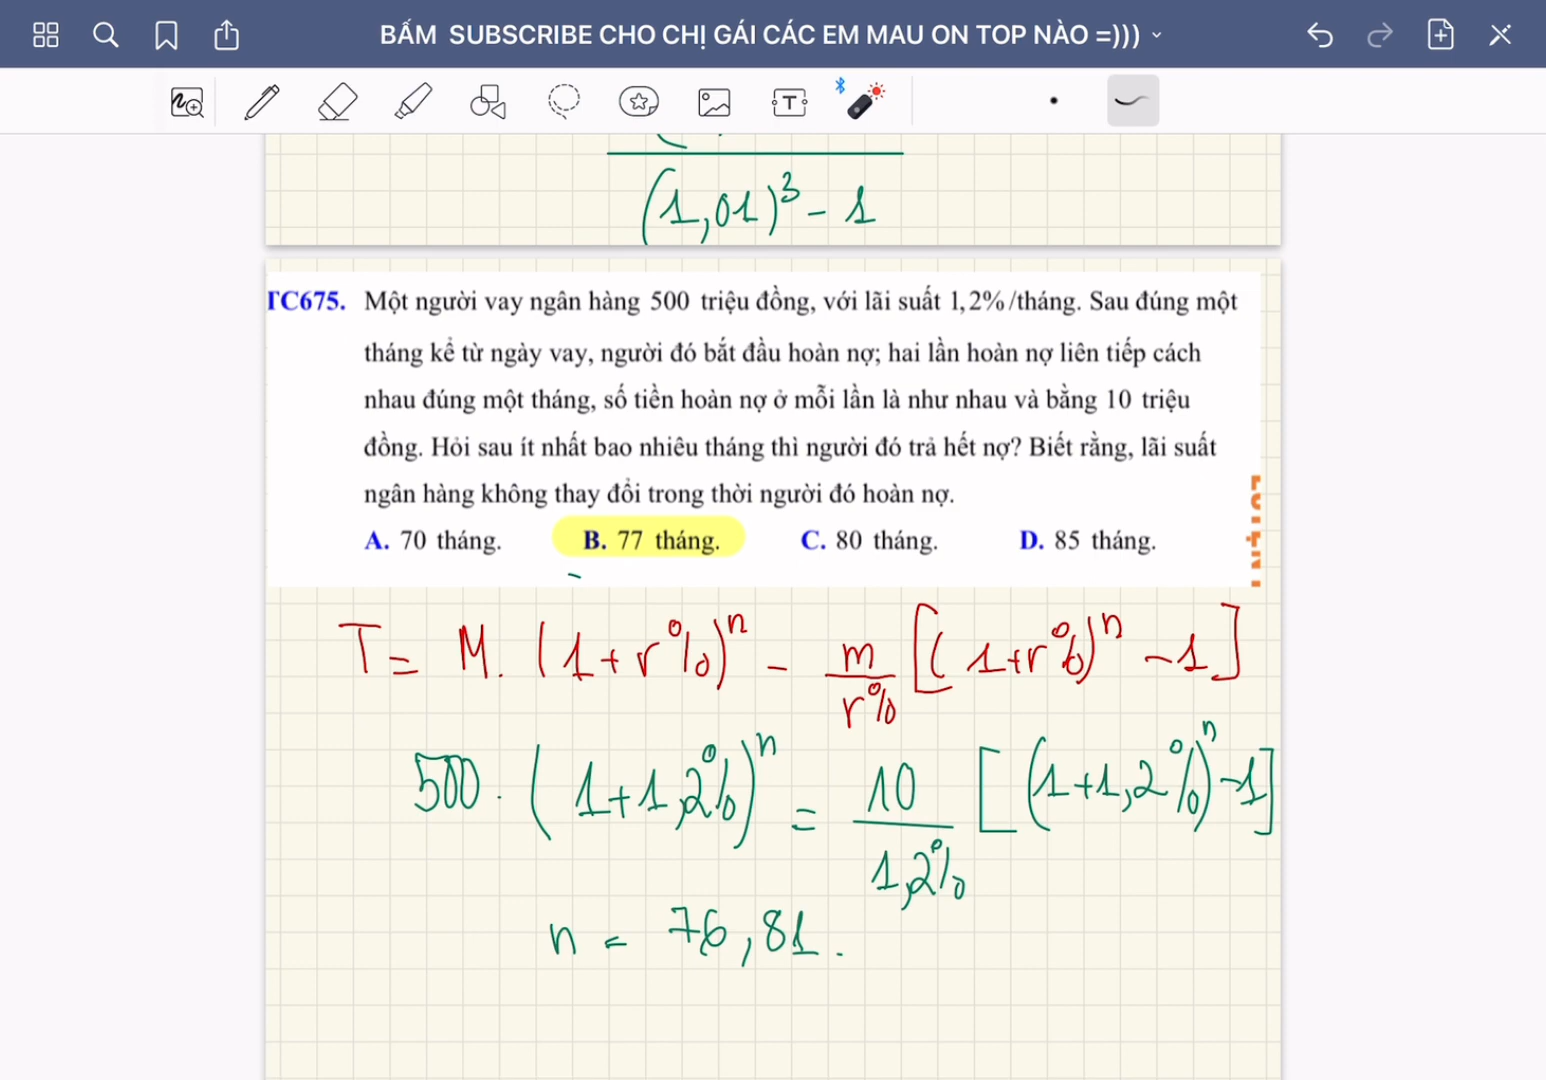 BẤM SUBSCRIBE CHO CHỊ GÁI CÁC EM MAU ON TOP NÀO =)))
(1,01)³ - 1
TC675. Một người vay ngân hàng 500 triệu đồng, với lãi suất 1,2%/tháng. Sau đúng một
tháng kể từ ngày vay, người đó bắt đầu hoàn nợ; hai lần hoàn nợ liên tiếp cách
nhau đúng một tháng, số tiền hoàn nợ ở mỗi lần là như nhau và bằng 10 triệu
đồng. Hỏi sau ít nhất bao nhiêu tháng thì người đó trả hết nợ? Biết rằng, lãi suất
ngân hàng không thay đổi trong thời người đó hoàn nợ.
A. 70 tháng. B. 77 tháng. C. 80 tháng. D. 85 tháng.
T = M. (1+r%)ⁿ - m/r% [(1+r%)ⁿ - 1]
500. (1+1,2%)ⁿ = 10/1,2% [(1+1,2%)ⁿ - 1]
n = 76,81.